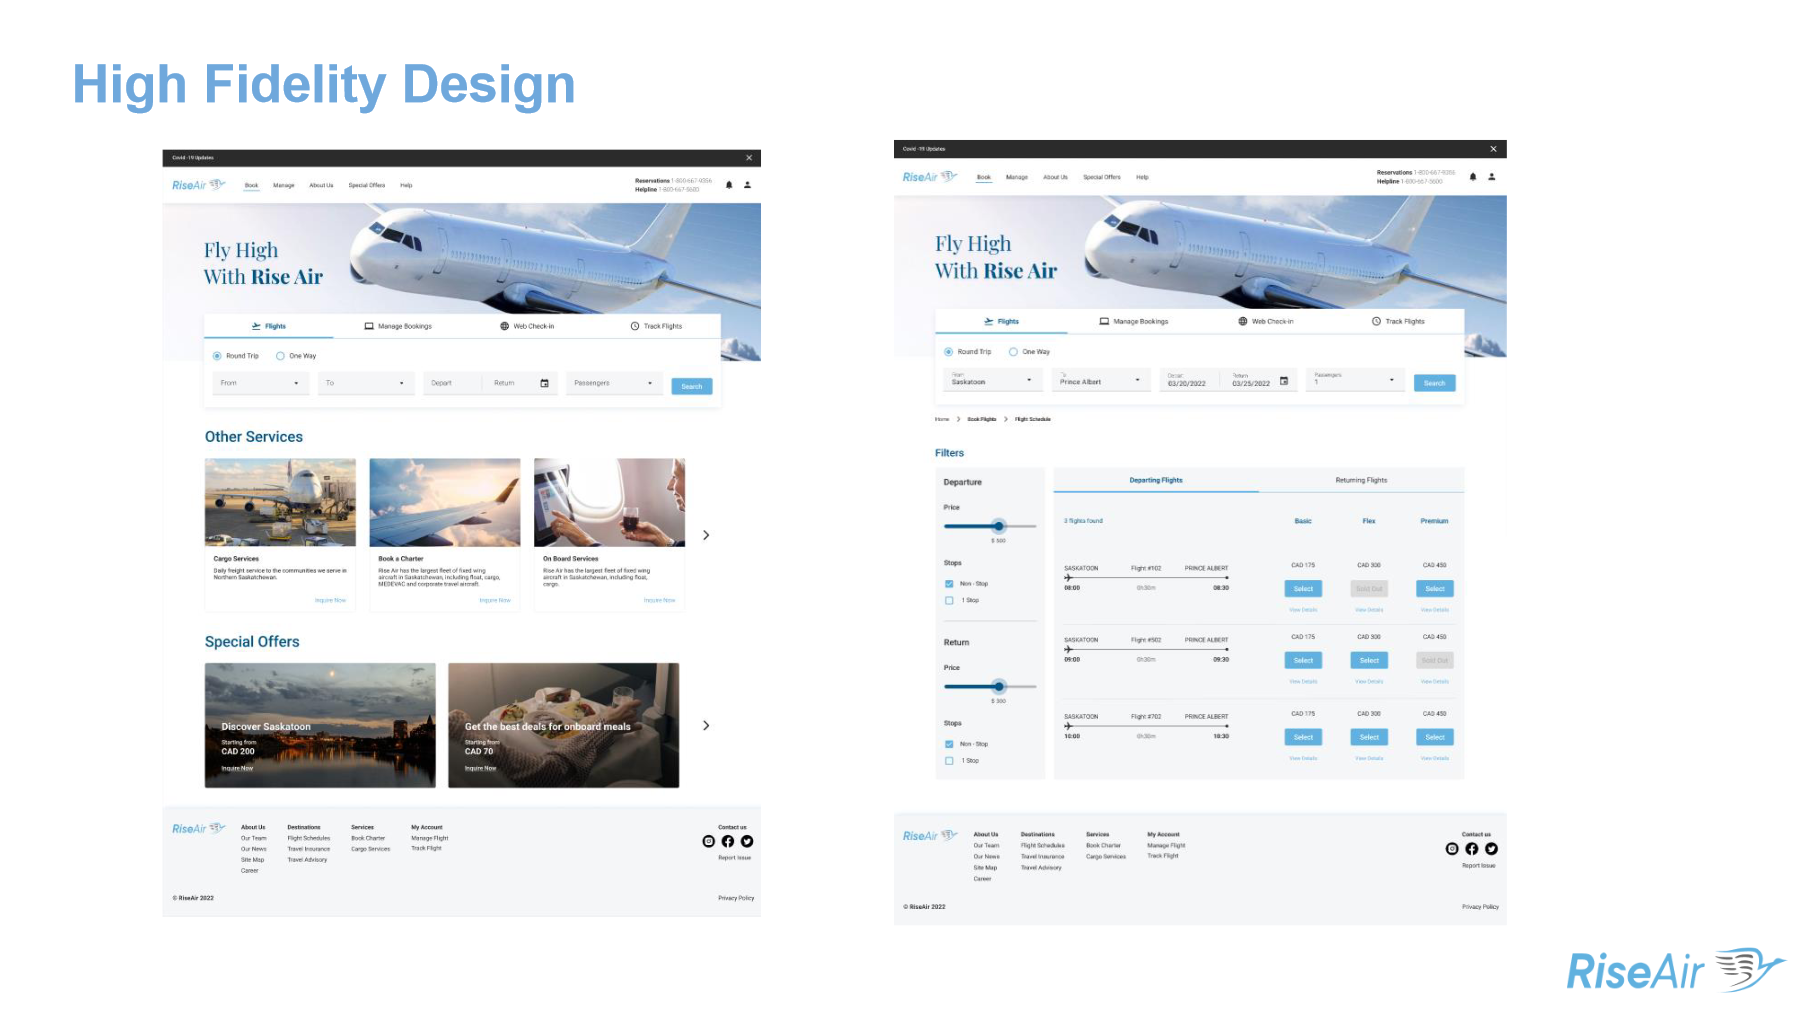 High Fidelity Design
Covid -19 Updates
RiseAir
Book Manage About Us Special Offers Help
Reservations 1-800-667-9356
Helpline 1-800-667-5600
Fly High
With Rise Air
Flights Manage Bookings Web Check-in Track Flights
Round Trip One Way
From To Depart Return Passengers Search
Other Services
Cargo Services
Daily freight service to the communities we serve in
Northern Saskatchewan.
Inquire Now
Book a Charter
Rise Air has the largest fleet of fixed wing
aircraft in Saskatchewan, including float, cargo,
MEDEVAC and corporate travel aircraft.
Inquire Now
On Board Services
Rise Air has the largest fleet of fixed wing
aircraft in Saskatchewan, including float,
cargo.
Inquire Now
Special Offers
Discover Saskatoon
Starting from
CAD 200
Inquire Now
Get the best deals for onboard meals
Starting from
CAD 70
Inquire Now
RiseAir
About Us
Our Team
Our News
Site Map
Career
Destinations
Flight Schedules
Travel Insurance
Travel Advisory
Services
Book Charter
Cargo Services
My Account
Manage Flight
Track Flight
Contact us
Report Issue
© RiseAir 2022
Privacy Policy
Covid -19 Updates
RiseAir
Book Manage About Us Special Offers Help
Reservations 1-800-667-9356
Helpline 1-800-667-5600
Fly High
With Rise Air
Flights Manage Bookings Web Check-in Track Flights
Round Trip One Way
From To Depart Return Passengers
Saskatoon Prince Albert 03/20/2022 03/25/2022 1 Search
Home Book Flights Flight Schedule
Filters
Departure
Price
$ 300
Stops
Non - Stop
1 Stop
Return
Price
$ 300
Stops
Non - Stop
1 Stop
Departing Flights Returning Flights
3 flights found Basic Flex Premium
SASKATOON Flight #102 PRINCE ALBERT CAD 175 CAD 300 CAD 450
08:00 0h30m 08:30 Select Sold Out Select
View Details View Details View Details
SASKATOON Flight #502 PRINCE ALBERT CAD 175 CAD 300 CAD 450
09:00 0h30m 09:30 Select Select Sold Out
View Details View Details View Details
SASKATOON Flight #702 PRINCE ALBERT CAD 175 CAD 300 CAD 450
10:00 0h30m 10:30 Select Select Select
View Details View Details View Details
RiseAir
About Us
Our Team
Our News
Site Map
Career
Destinations
Flight Schedules
Travel Insurance
Travel Advisory
Services
Book Charter
Cargo Services
My Account
Manage Flight
Track Flight
Contact us
Report Issue
© RiseAir 2022
Privacy Policy
RiseAir